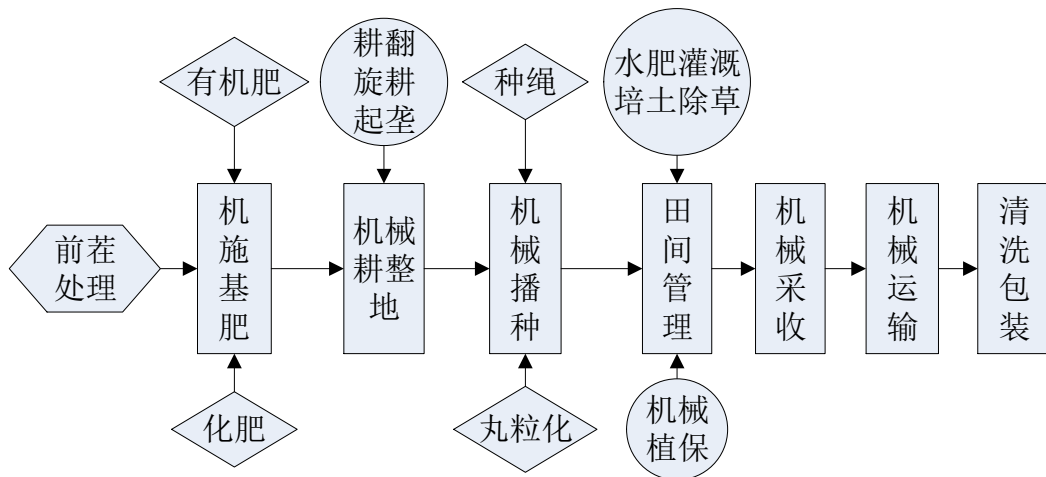 有机肥
耕翻
旋耕
起垄
种绳
水肥灌溉
培土除草
前茬
处理
机
施
基
肥
机械
耕整
地
机
械
播
种
田
间
管
理
机
械
采
收
机
械
运
输
清
洗
包
装
化肥
丸粒化
机械
植保